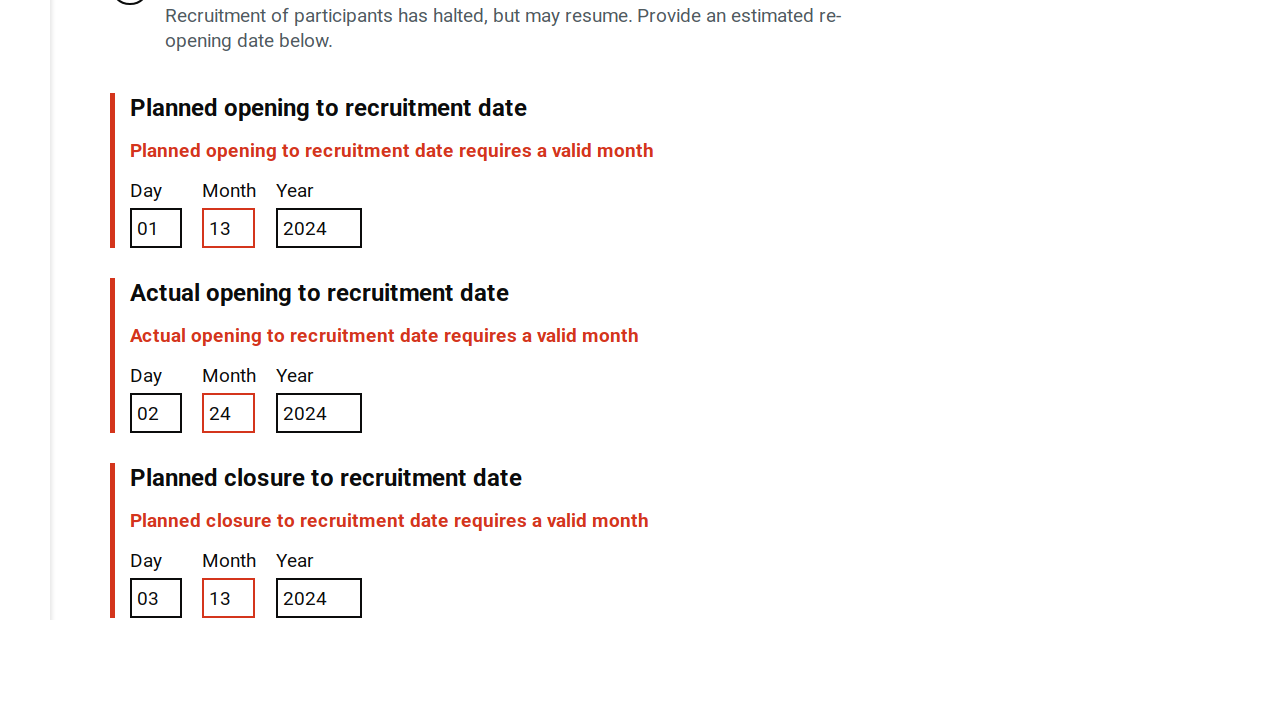 Recruitment of participants has halted, but may resume. Provide an estimated re-
opening date below.
Planned opening to recruitment date
Planned opening to recruitment date requires a valid month
Day Month Year
01 13 2024
Actual opening to recruitment date
Actual opening to recruitment date requires a valid month
Day Month Year
02 24 2024
Planned closure to recruitment date
Planned closure to recruitment date requires a valid month
Day Month Year
03 13 2024